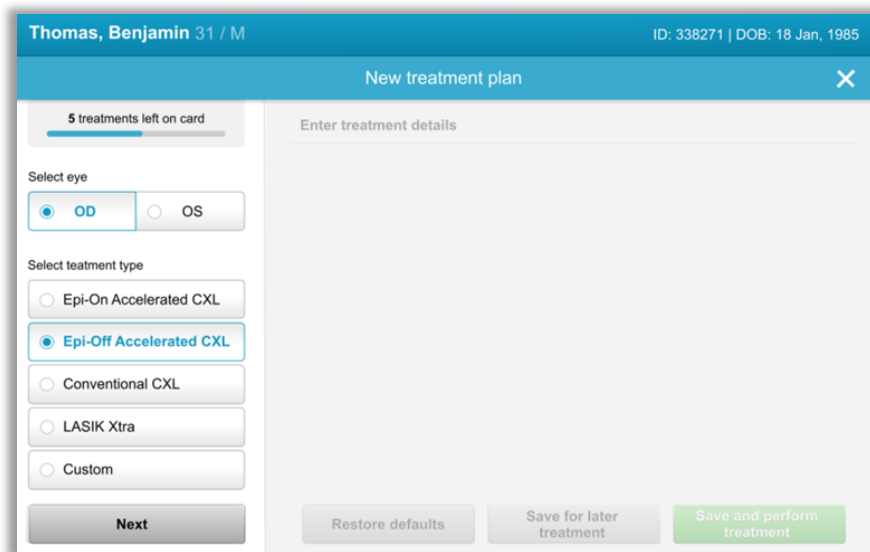 Thomas, Benjamin 31 / M
ID: 338271 | DOB: 18 Jan, 1985
New treatment plan
5 treatments left on card
Select eye
OD
OS
Select teatment type
Epi-On Accelerated CXL
Epi-Off Accelerated CXL
Conventional CXL
LASIK Xtra
Custom
Next
Enter treatment details
Restore defaults
Save for later
treatment
Save and perform
treatment